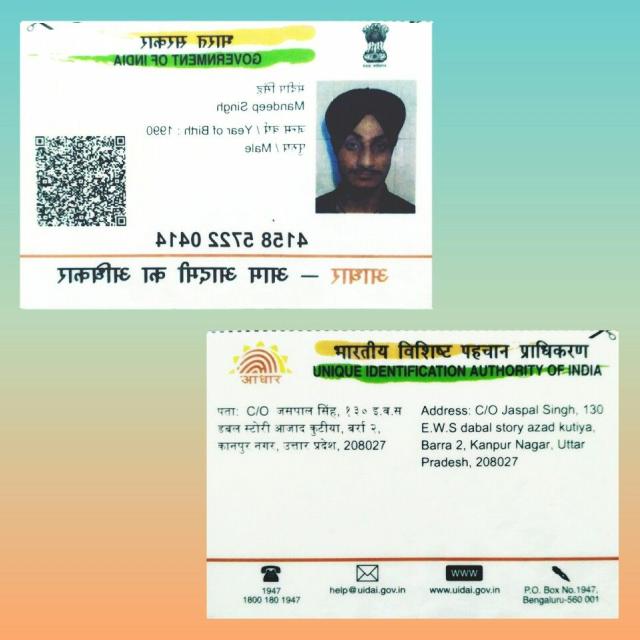 भारत सरकार
GOVERNMENT OF INDIA
मनदीप सिंह
Mandeep Singh
जन्म वर्ष / Year of Birth : 1990
पुरुष / Male
4158 5722 0414
आधार — आम आदमी का अधिकार
भारतीय विशिष्ट पहचान प्राधिकरण
UNIQUE IDENTIFICATION AUTHORITY OF INDIA
आधार
पता: C/O जसपाल सिंह, १३० इ.व.स
डबल स्टोरी आजाद कुटीया, बर्रा २,
कानपुर नगर, उत्तर प्रदेश, 208027
Address: C/O Jaspal Singh, 130
E.W.S dabal story azad kutiya,
Barra 2, Kanpur Nagar, Uttar
Pradesh, 208027
1947
1800 180 1947
help@uidai.gov.in
WWW
www.uidai.gov.in
P.O. Box No.1947,
Bengaluru-560 001